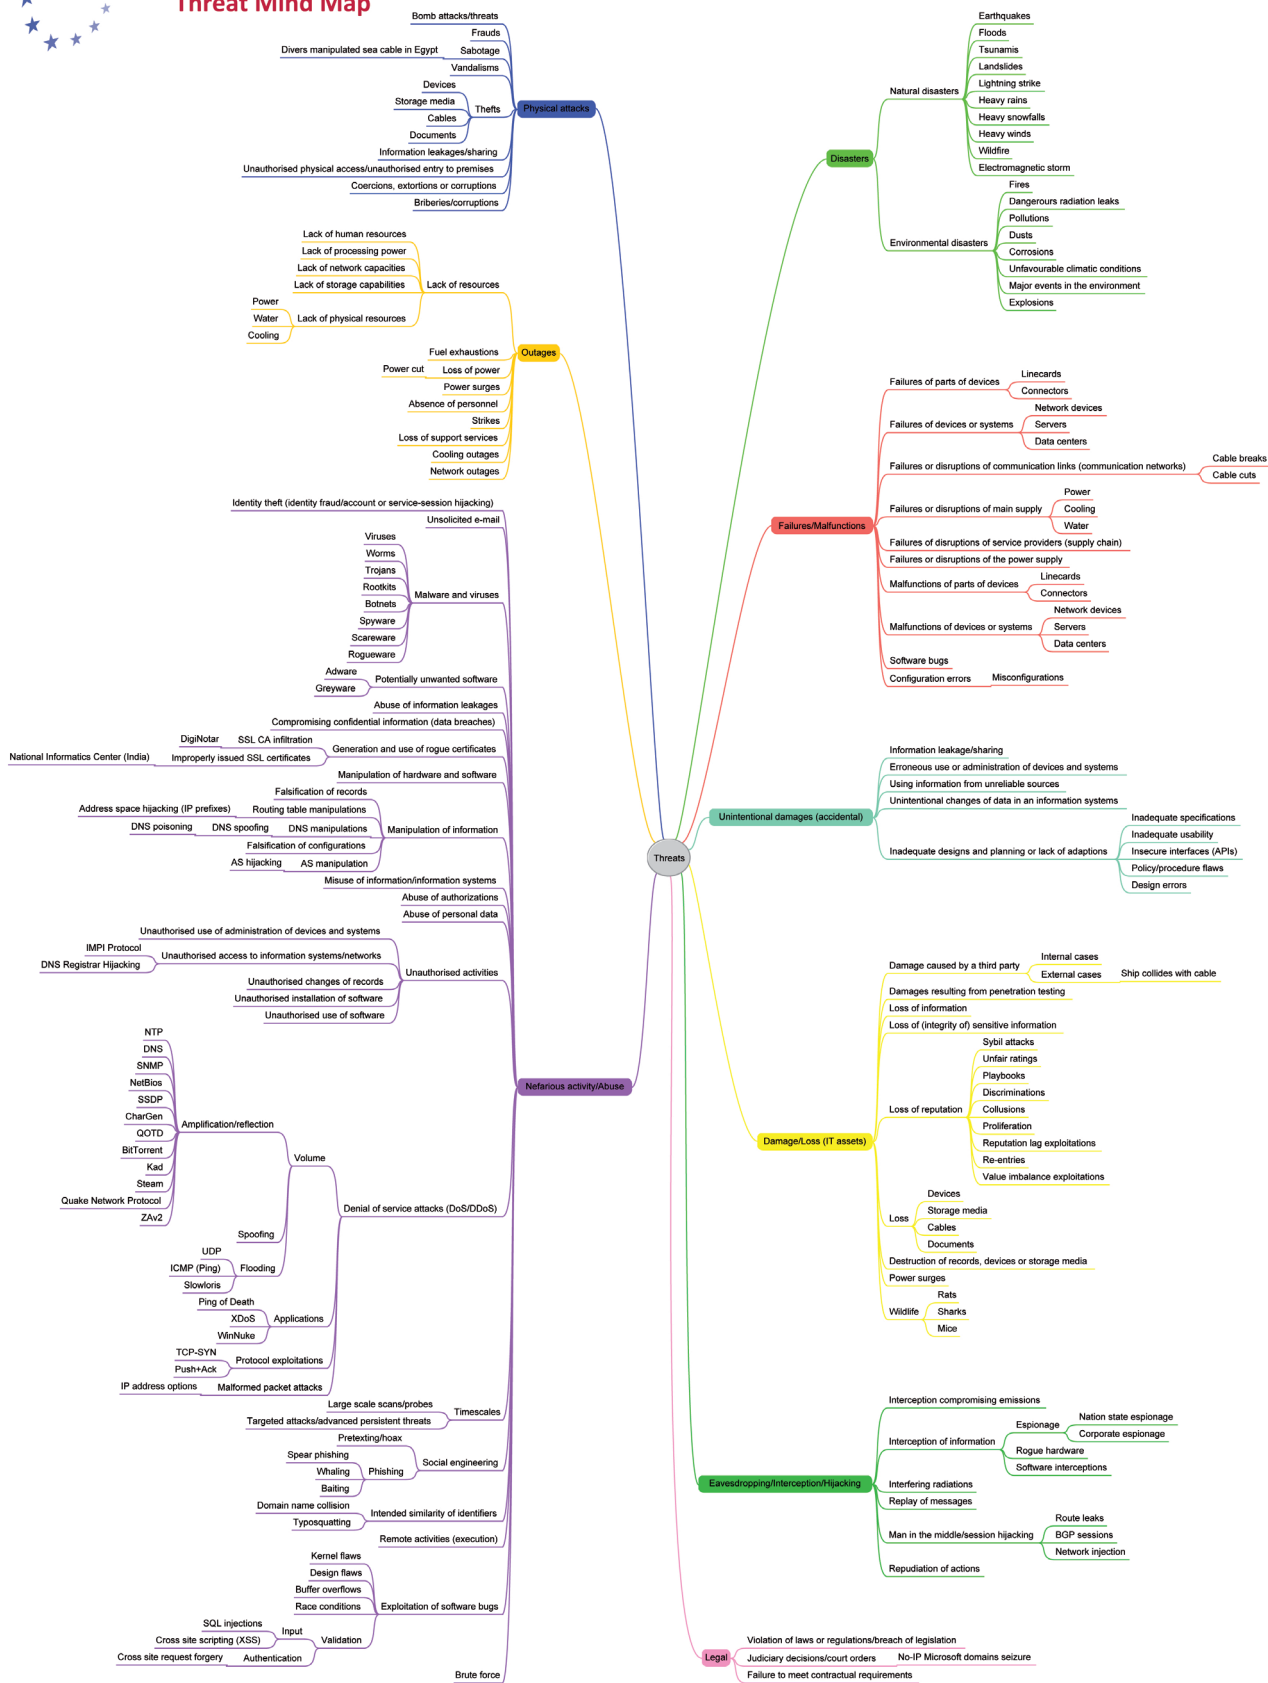 Threat Mind Map
Bomb attacks/threats
Frauds
Divers manipulated sea cable in Egypt
Sabotage
Vandalisms
Devices
Storage media
Cables
Documents
Thefts
Information leakages/sharing
Unauthorised physical access/unauthorised entry to premises
Coercions, extortions or corruptions
Briberies/corruptions
Physical attacks
Lack of human resources
Lack of processing power
Lack of network capacities
Lack of storage capabilities
Power
Water
Cooling
Lack of physical resources
Lack of resources
Fuel exhaustions
Power cut
Loss of power
Power surges
Absence of personnel
Strikes
Loss of support services
Cooling outages
Network outages
Outages
Identity theft (identity fraud/account or service-session hijacking)
Unsolicited e-mail
Viruses
Worms
Trojans
Rootkits
Botnets
Spyware
Scareware
Rogueware
Malware and viruses
Adware
Greyware
Potentially unwanted software
Abuse of information leakages
Compromising confidential information (data breaches)
DigiNotar
SSL CA infiltration
National Informatics Center (India)
Improperly issued SSL certificates
Generation and use of rogue certificates
Manipulation of hardware and software
Falsification of records
Address space hijacking (IP prefixes)
Routing table manipulations
DNS poisoning
DNS spoofing
DNS manipulations
Falsification of configurations
AS hijacking
AS manipulation
Manipulation of information
Misuse of information/information systems
Abuse of authorizations
Abuse of personal data
Unauthorised use of administration of devices and systems
IMPI Protocol
DNS Registrar Hijacking
Unauthorised access to information systems/networks
Unauthorised changes of records
Unauthorised installation of software
Unauthorised use of software
Unauthorised activities
NTP
DNS
SNMP
NetBios
SSDP
CharGen
QOTD
BitTorrent
Kad
Steam
Quake Network Protocol
ZAv2
Amplification/reflection
Volume
Spoofing
UDP
ICMP (Ping)
Slowloris
Flooding
Ping of Death
XDoS
WinNuke
Applications
TCP-SYN
Push+Ack
Protocol exploitations
IP address options
Malformed packet attacks
Denial of service attacks (DoS/DDoS)
Large scale scans/probes
Targeted attacks/advanced persistent threats
Timescales
Pretexting/hoax
Spear phishing
Whaling
Baiting
Phishing
Social engineering
Domain name collision
Typosquatting
Intended similarity of identifiers
Remote activities (execution)
Kernel flaws
Design flaws
Buffer overflows
Race conditions
SQL injections
Cross site scripting (XSS)
Input
Cross site request forgery
Authentication
Validation
Exploitation of software bugs
Brute force
Nefarious activity/Abuse
Threats
Disasters
Natural disasters
Earthquakes
Floods
Tsunamis
Landslides
Lightning strike
Heavy rains
Heavy snowfalls
Heavy winds
Wildfire
Electromagnetic storm
Environmental disasters
Fires
Dangerours radiation leaks
Pollutions
Dusts
Corrosions
Unfavourable climatic conditions
Major events in the environment
Explosions
Failures/Malfunctions
Failures of parts of devices
Linecards
Connectors
Failures of devices or systems
Network devices
Servers
Data centers
Failures or disruptions of communication links (communication networks)
Cable breaks
Cable cuts
Failures or disruptions of main supply
Power
Cooling
Water
Failures of disruptions of service providers (supply chain)
Failures or disruptions of the power supply
Malfunctions of parts of devices
Linecards
Connectors
Malfunctions of devices or systems
Network devices
Servers
Data centers
Software bugs
Configuration errors
Misconfigurations
Unintentional damages (accidental)
Information leakage/sharing
Erroneous use or administration of devices and systems
Using information from unreliable sources
Unintentional changes of data in an information systems
Inadequate designs and planning or lack of adaptions
Inadequate specifications
Inadequate usability
Insecure interfaces (APIs)
Policy/procedure flaws
Design errors
Damage/Loss (IT assets)
Damage caused by a third party
Internal cases
External cases
Ship collides with cable
Damages resulting from penetration testing
Loss of information
Loss of (integrity of) sensitive information
Loss of reputation
Sybil attacks
Unfair ratings
Playbooks
Discriminations
Collusions
Proliferation
Reputation lag exploitations
Re-entries
Value imbalance exploitations
Loss
Devices
Storage media
Cables
Documents
Destruction of records, devices or storage media
Power surges
Wildlife
Rats
Sharks
Mice
Eavesdropping/Interception/Hijacking
Interception compromising emissions
Interception of information
Espionage
Nation state espionage
Corporate espionage
Rogue hardware
Software interceptions
Interfering radiations
Replay of messages
Man in the middle/session hijacking
Route leaks
BGP sessions
Network injection
Repudiation of actions
Legal
Violation of laws or regulations/breach of legislation
Judiciary decisions/court orders
No-IP Microsoft domains seizure
Failure to meet contractual requirements